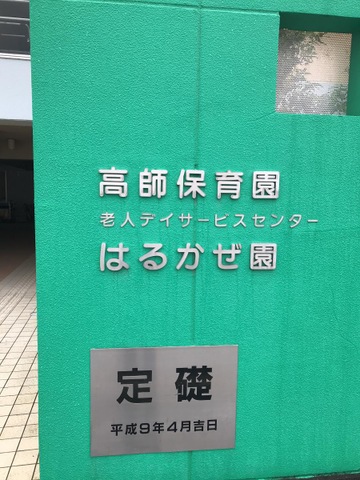 高師保育園
老人デイサービスセンター
はるかぜ園
定礎
平成9年4月吉日